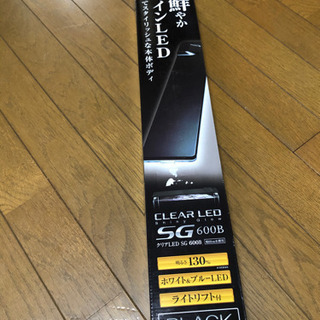 鮮やか
インLED
てスタイリッシュな本体ボディ
CLEAR LED
Shiny Glow
SG 600B
クリアLED SG 600B
明るさ130%
ホワイト&ブルーLED
ライトリフト付
BLACK